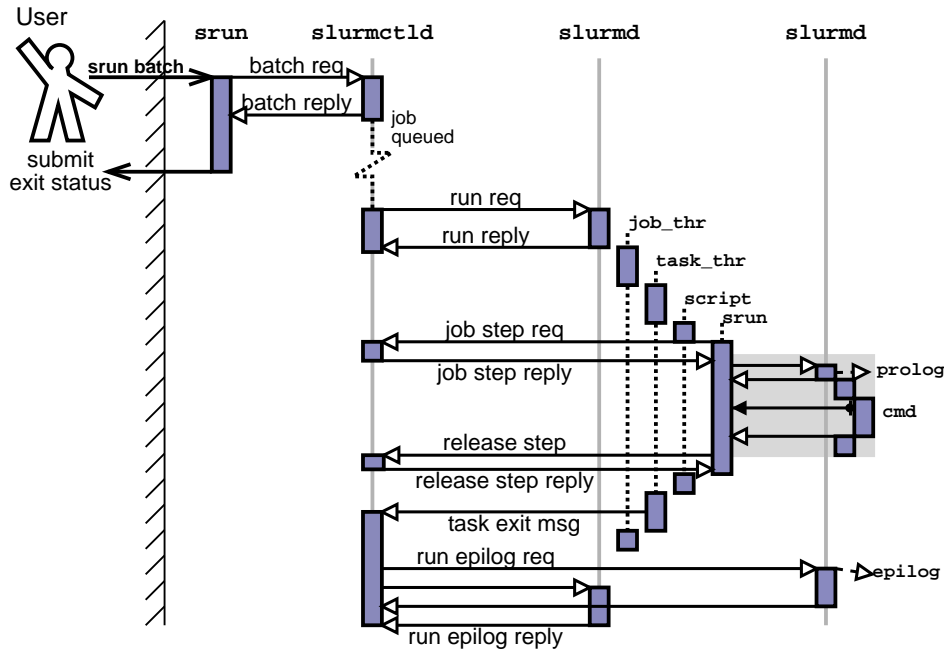 User
srun
slurmctld
slurmd
slurmd
srun batch
batch req
batch reply
job
queued
submit
exit status
run req
run reply
job_thr
task_thr
script
srun
job step req
job step reply
prolog
cmd
release step
release step reply
task exit msg
run epilog req
epilog
run epilog reply